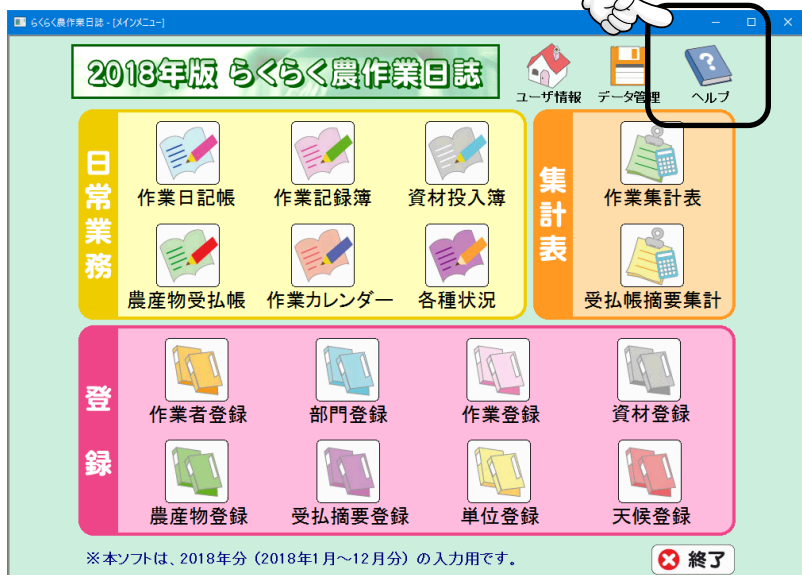 らくらく農作業日誌 - [メインメニュー]
2018年版 らくらく農作業日誌
ユーザ情報 データ管理 ヘルプ
日常業務
作業日記帳 作業記録簿 資材投入簿
農産物受払帳 作業カレンダー 各種状況
集計表
作業集計表
受払帳摘要集計
登録
作業者登録 部門登録 作業登録 資材登録
農産物登録 受払摘要登録 単位登録 天候登録
※本ソフトは、2018年分（2018年1月～12月分）の入力用です。
終了